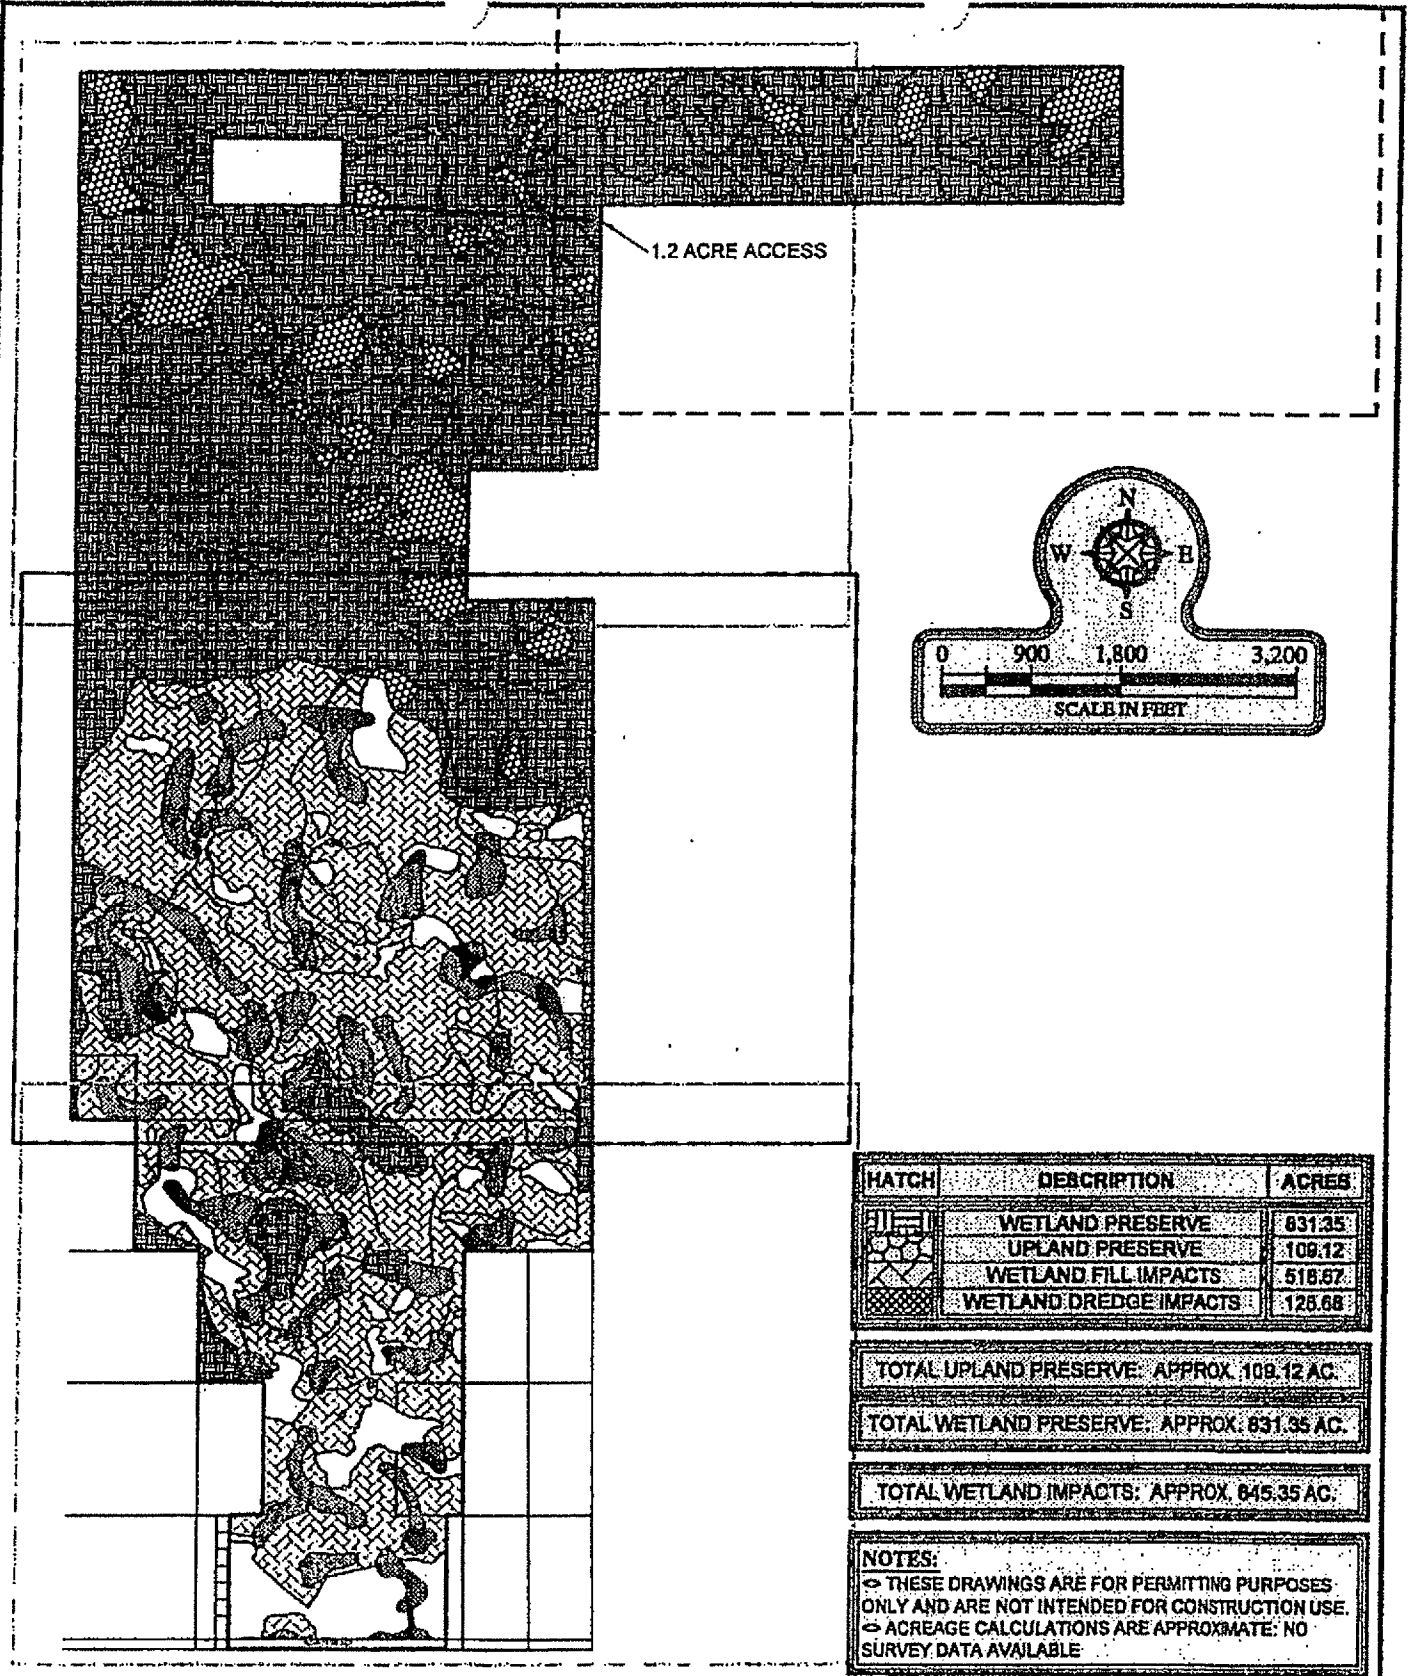 1.2 ACRE ACCESS
N
W E
S
0 900 1,800 3,200
SCALE IN FEET
HATCH DESCRIPTION ACRES
WETLAND PRESERVE 831.35
UPLAND PRESERVE 109.12
WETLAND FILL IMPACTS 518.67
WETLAND DREDGE IMPACTS 126.68
TOTAL UPLAND PRESERVE: APPROX. 109.12 AC.
TOTAL WETLAND PRESERVE: APPROX. 831.35 AC.
TOTAL WETLAND IMPACTS: APPROX. 645.35 AC.
NOTES:
THESE DRAWINGS ARE FOR PERMITTING PURPOSES
ONLY AND ARE NOT INTENDED FOR CONSTRUCTION USE.
ACREAGE CALCULATIONS ARE APPROXIMATE: NO
SURVEY DATA AVAILABLE